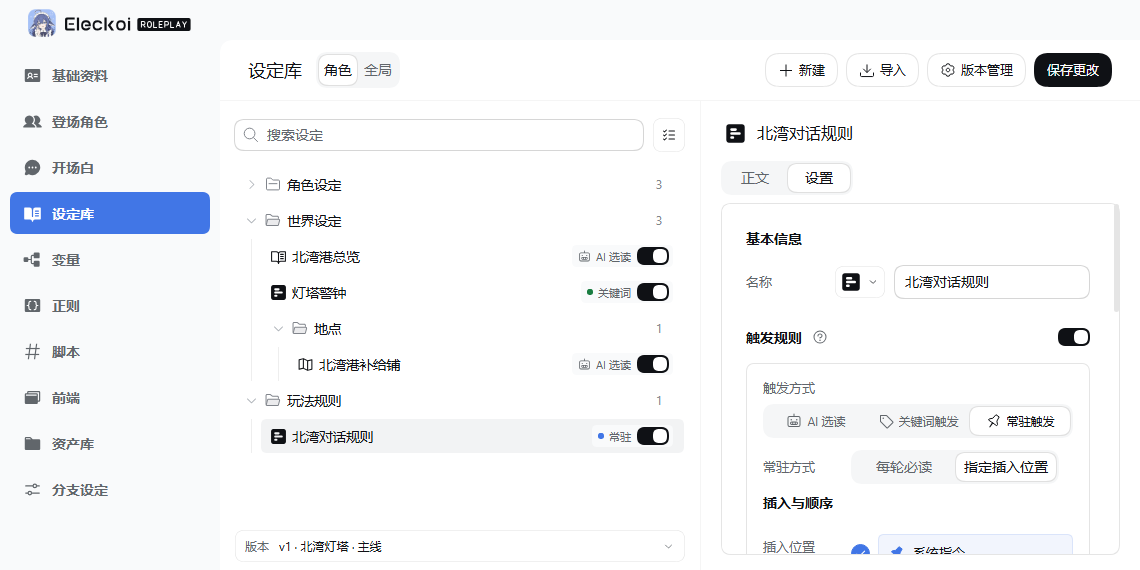 Eleckoi ROLEPLAY
基础资料
登场角色
开场白
设定库
变量
正则
脚本
前端
资产库
分支设定
设定库 角色 全局
新建 导入 版本管理 保存更改
搜索设定
角色设定 3
世界设定 3
北湾港总览 AI 选读
灯塔警钟 关键词
地点 1
北湾港补给铺 AI 选读
玩法规则 1
北湾对话规则 常驻
版本 v1 · 北湾灯塔 · 主线
北湾对话规则
正文 设置
基本信息
名称 北湾对话规则
触发规则
触发方式
AI 选读 关键词触发 常驻触发
常驻方式 每轮必读 指定插入位置
插入与顺序
插入位置 系统指令